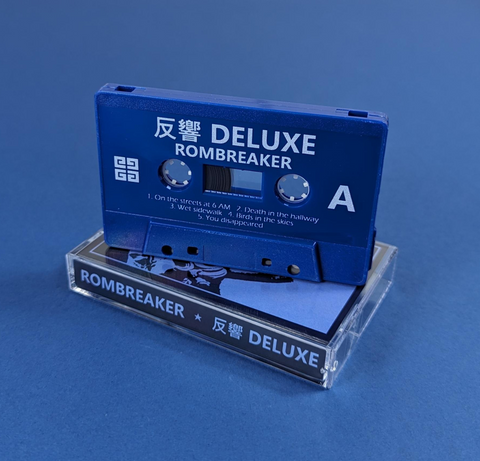 反響 DELUXE
ROMBREAKER
A
1. On the streets at 6 AM 2. Death in the hallway
3. Wet sidewalk 4. Birds in the skies
5. You disappeared
ROMBREAKER ★ 反響 DELUXE